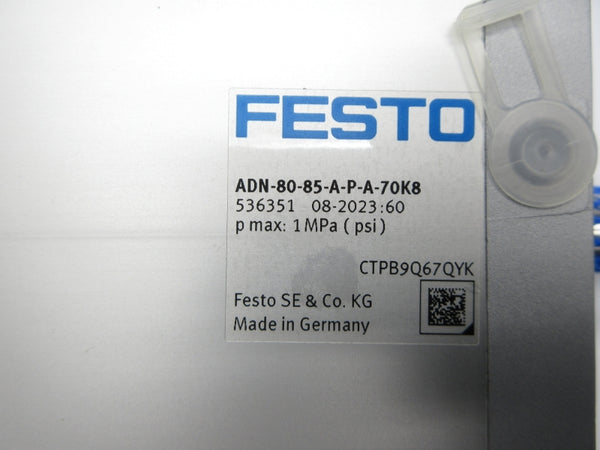 FESTO
ADN-80-85-A-P-A-70K8
536351 08-2023:60
p max: 1 MPa ( psi )
CTPB9Q67QYK
Festo SE & Co. KG
Made in Germany